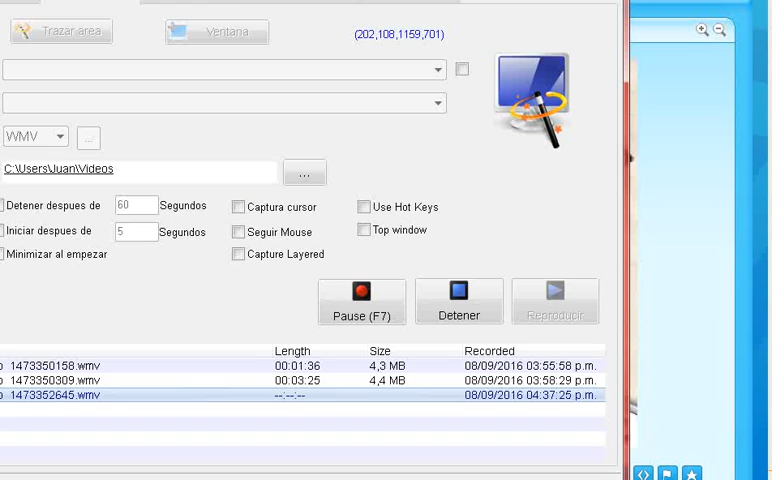 Trazar area
Ventana
(202,108,1159,701)
WMV
...
C:\Users\Juan\Videos
...
Detener despues de 60 Segundos
Captura cursor
Use Hot Keys
Iniciar despues de 5 Segundos
Seguir Mouse
Top window
Minimizar al empezar
Capture Layered
Pause (F7)
Detener
Reproducir
Length Size Recorded
1473350158.wmv 00:01:36 4,3 MB 08/09/2016 03:55:58 p.m.
1473350309.wmv 00:03:25 4,4 MB 08/09/2016 03:58:29 p.m.
1473352645.wmv --:--:-- 08/09/2016 04:37:25 p.m.